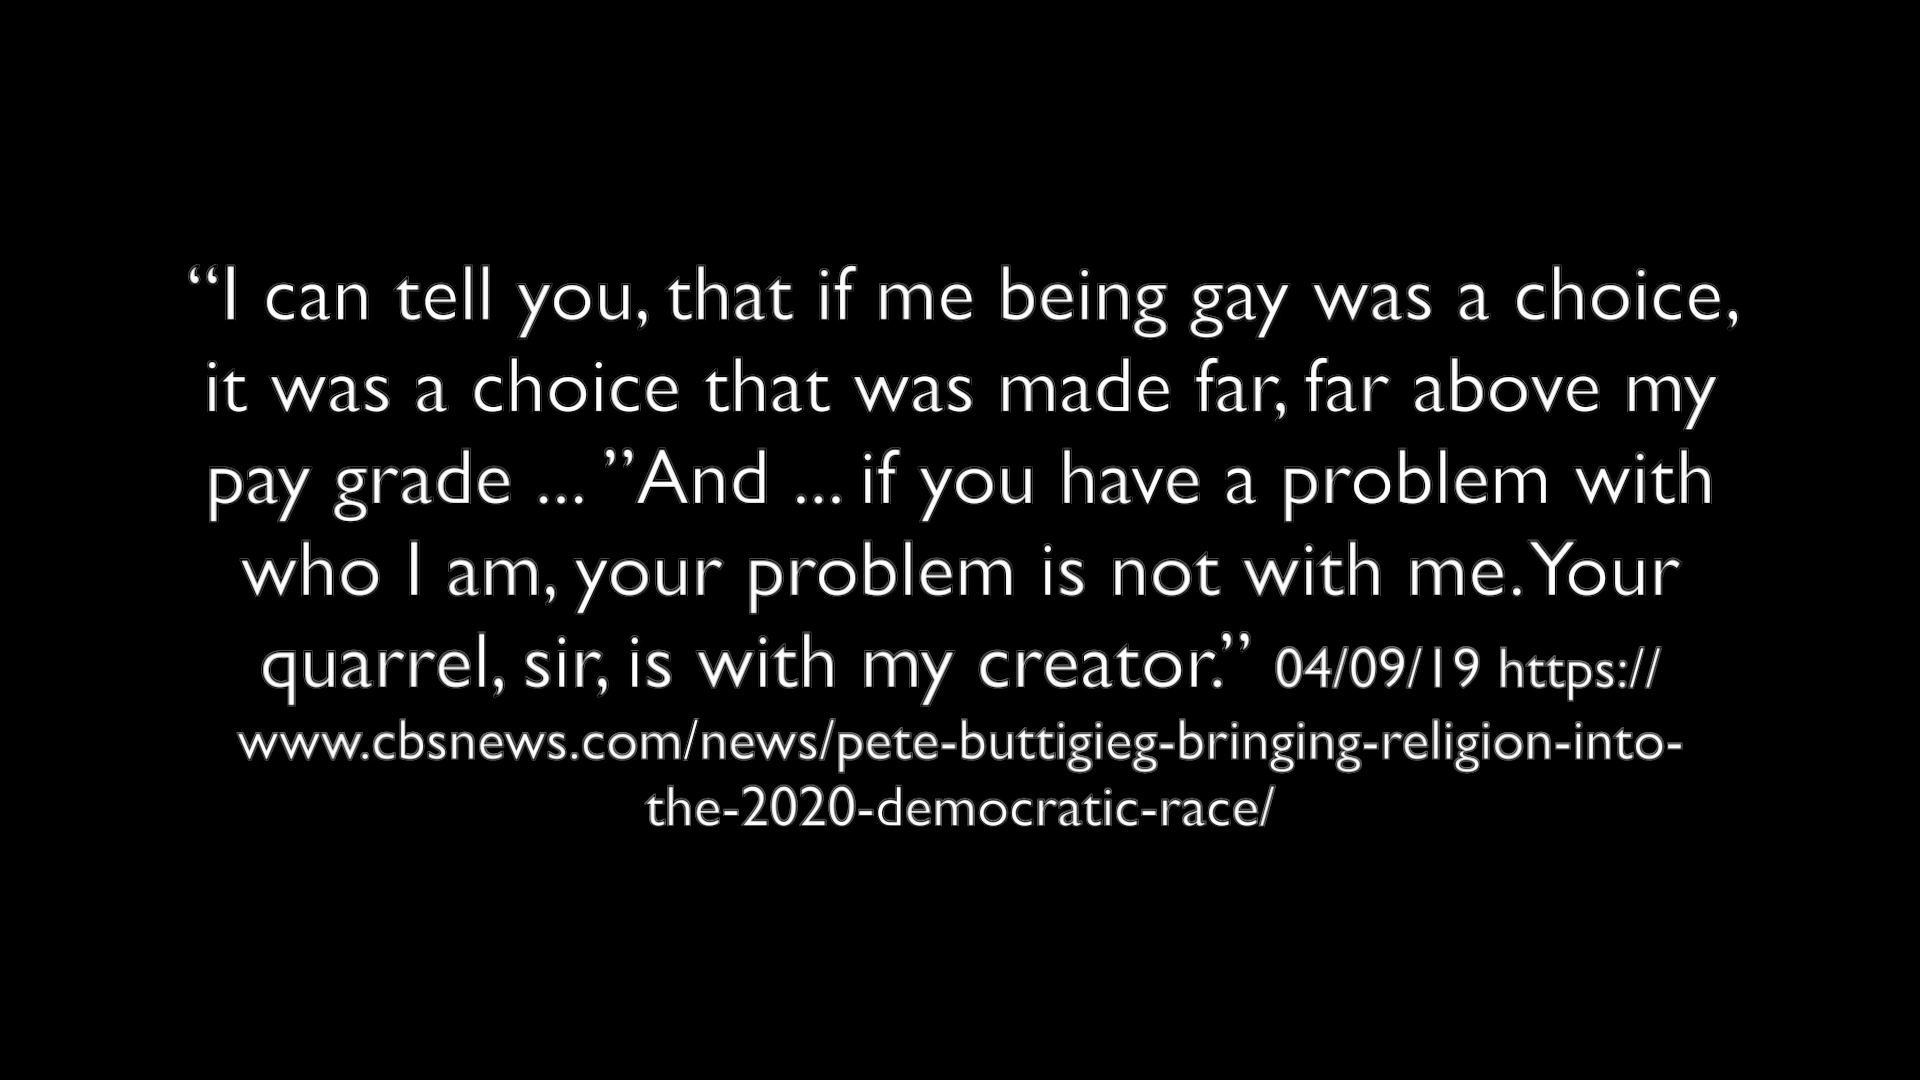 “I can tell you, that if me being gay was a choice,
it was a choice that was made far, far above my
pay grade ... ”And ... if you have a problem with
who I am, your problem is not with me. Your
quarrel, sir, is with my creator.” 04/09/19 https://
www.cbsnews.com/news/pete-buttigieg-bringing-religion-into-
the-2020-democratic-race/